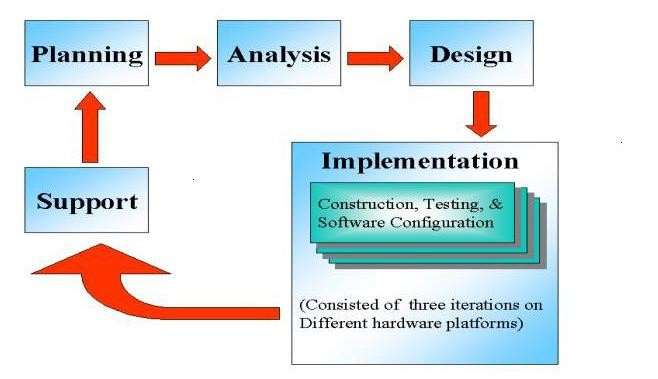 Planning
Analysis
Design
Support
Implementation
Construction, Testing, &
Software Configuration
(Consisted of three iterations on
Different hardware platforms)